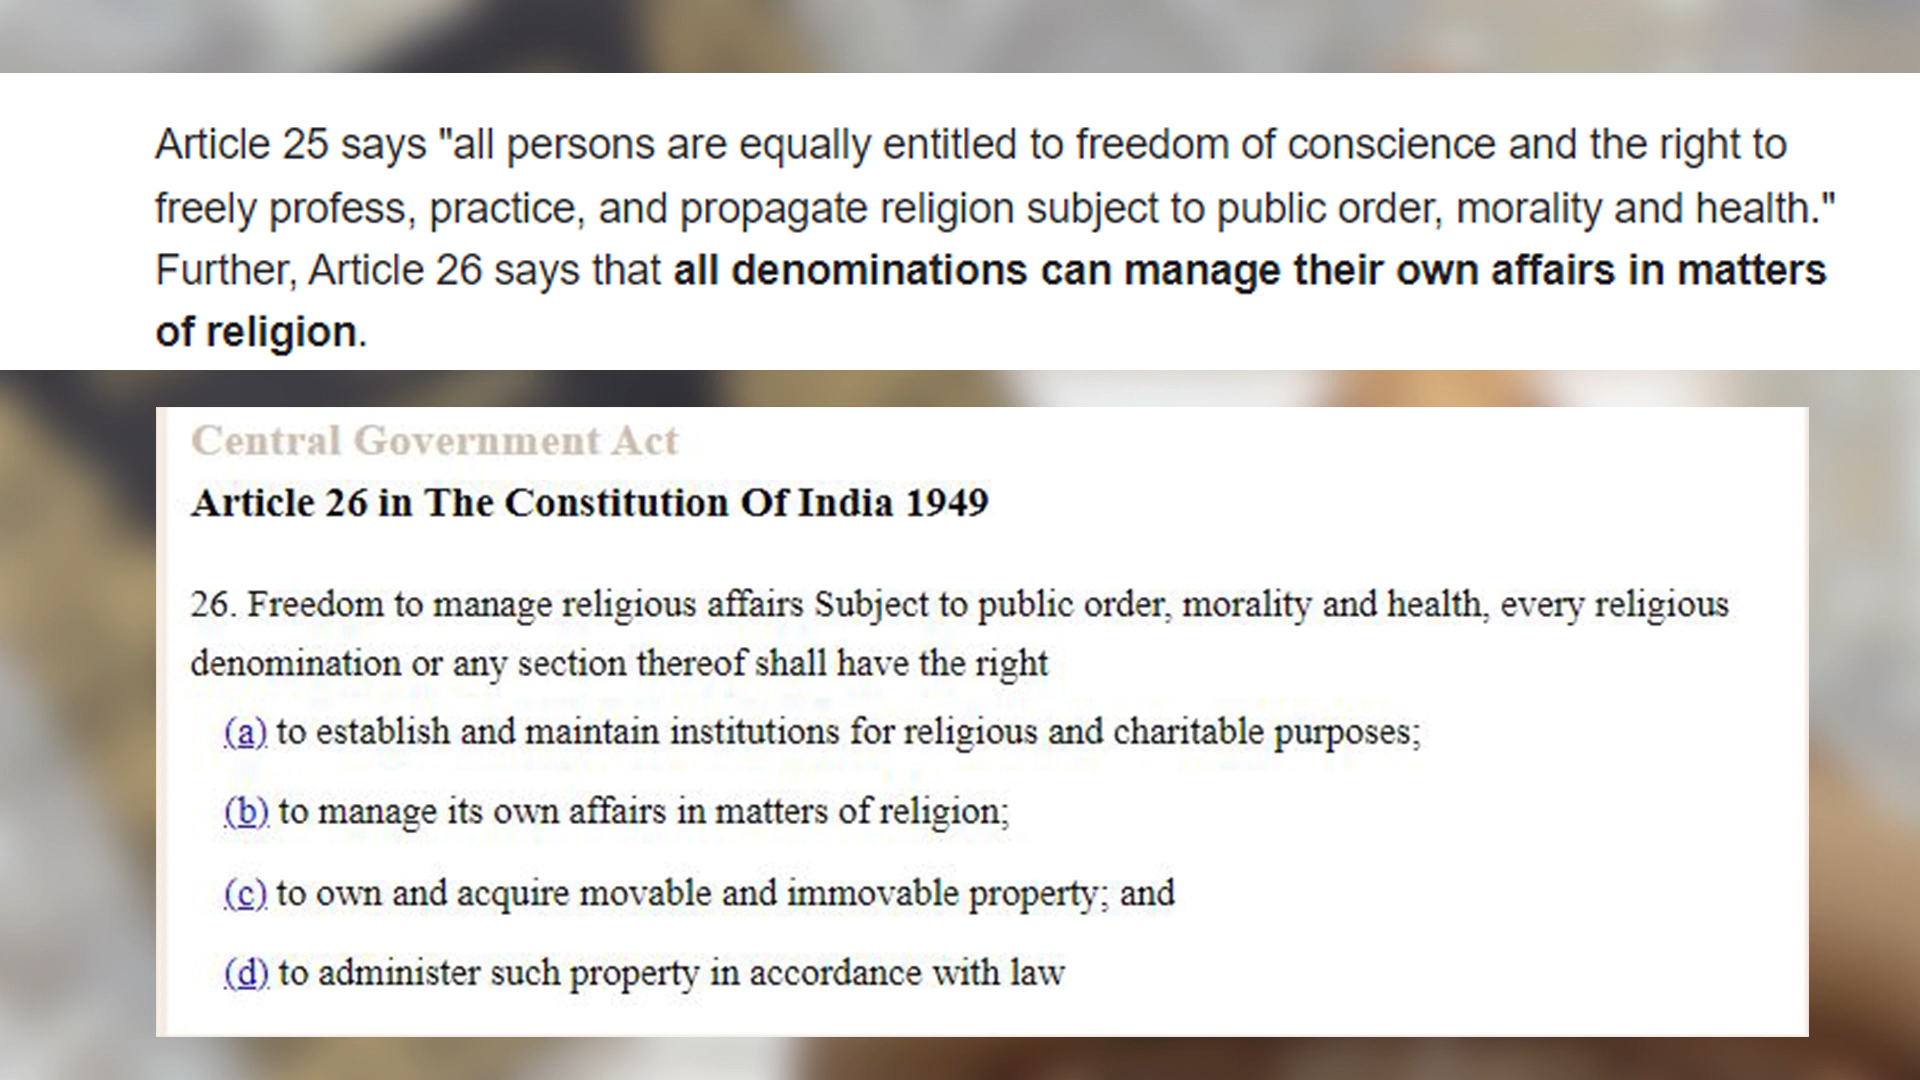 Article 25 says "all persons are equally entitled to freedom of conscience and the right to
freely profess, practice, and propagate religion subject to public order, morality and health."
Further, Article 26 says that all denominations can manage their own affairs in matters
of religion.
Central Government Act
Article 26 in The Constitution Of India 1949
26. Freedom to manage religious affairs Subject to public order, morality and health, every religious
denomination or any section thereof shall have the right
(a) to establish and maintain institutions for religious and charitable purposes;
(b) to manage its own affairs in matters of religion;
(c) to own and acquire movable and immovable property; and
(d) to administer such property in accordance with law